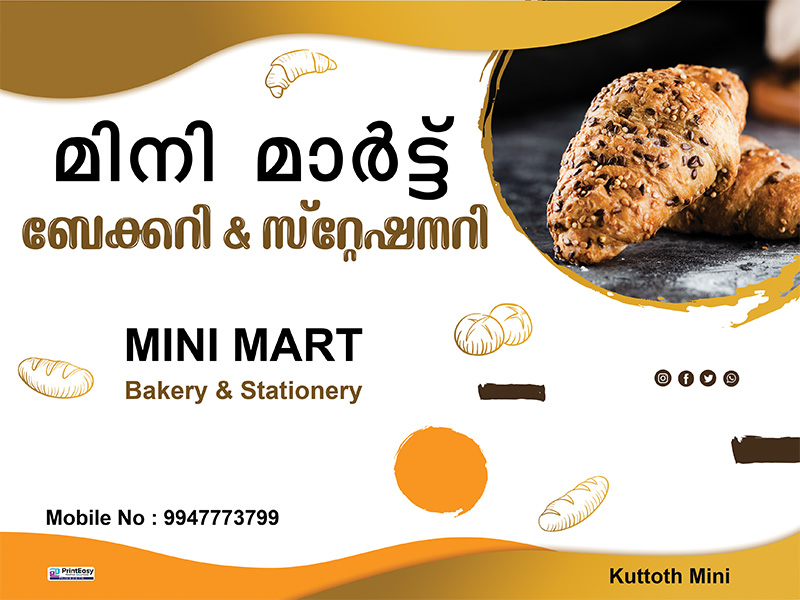 മിനി മാർട്ട്
ബേക്കറി & സ്റ്റേഷനറി
MINI MART
Bakery & Stationery
Mobile No : 9947773799
PrintEasy
Kuttoth Mini